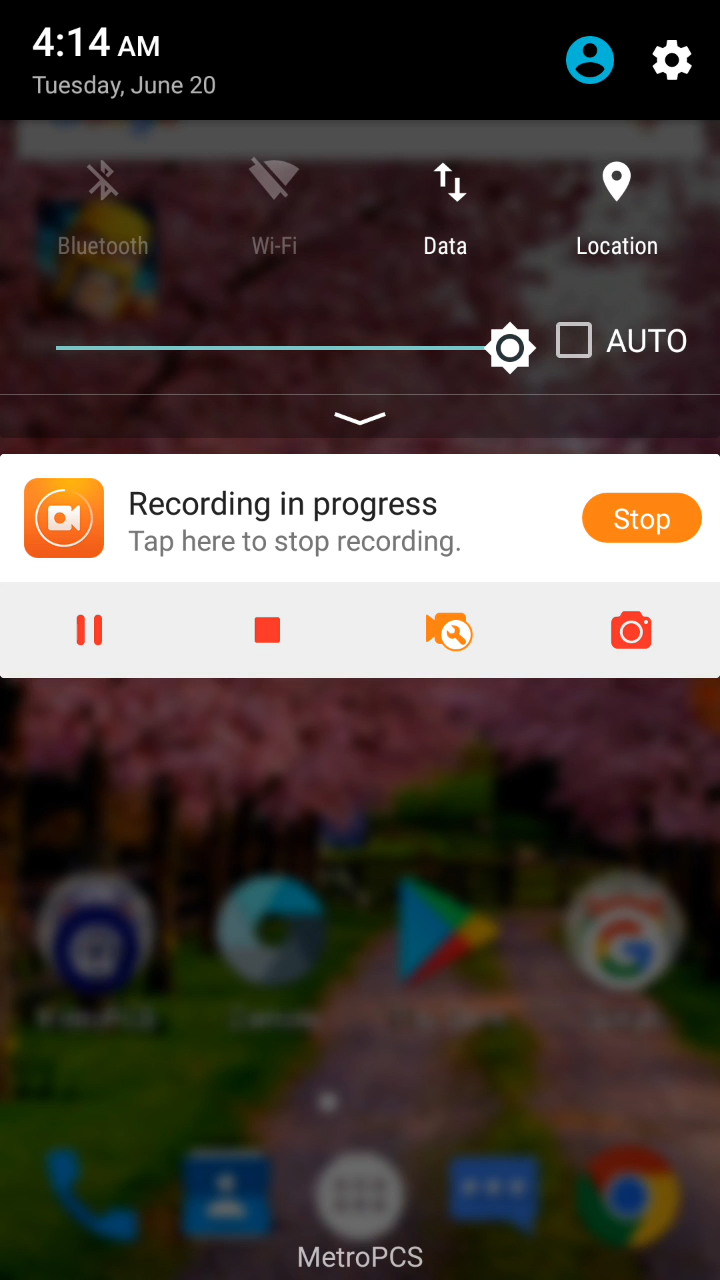 4:14 AM
Tuesday, June 20
Bluetooth
Wi-Fi
Data
Location
AUTO
Recording in progress
Tap here to stop recording.
Stop
MetroPCS